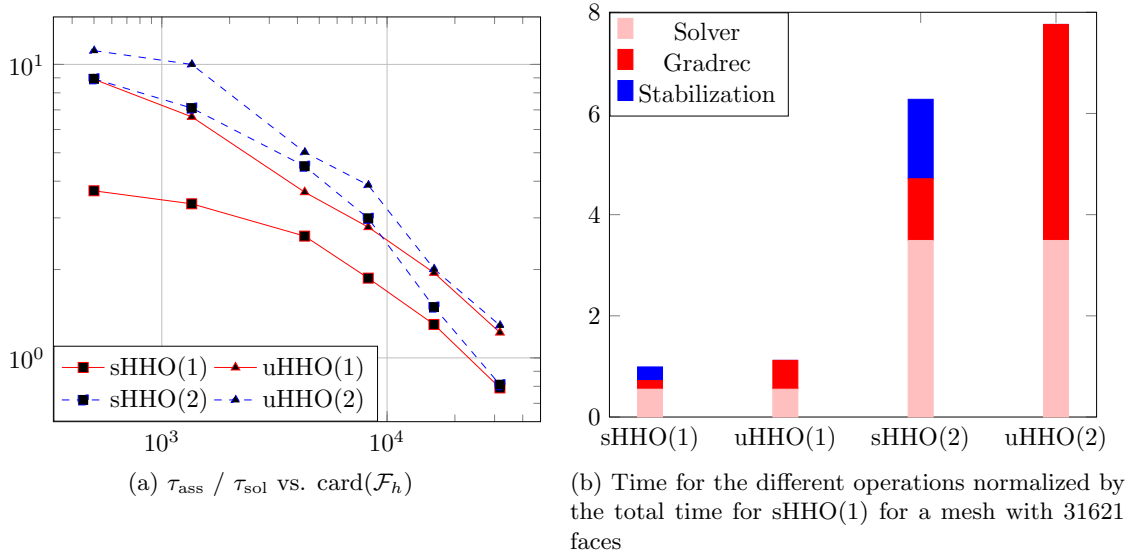 10^1
10^0
10^3
10^4
sHHO(1) uHHO(1)
sHHO(2) uHHO(2)
(a) τ_ass / τ_sol vs. card(ℱ_h)
8
6
4
2
0
Solver
Gradrec
Stabilization
sHHO(1) uHHO(1) sHHO(2) uHHO(2)
(b) Time for the different operations normalized by
the total time for sHHO(1) for a mesh with 31621
faces